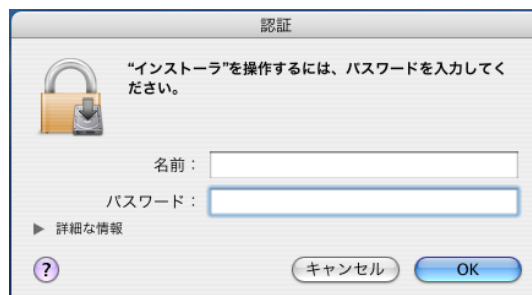 認証
“インストーラ”を操作するには、パスワードを入力してく
ださい。
名前：
パスワード：
▶ 詳細な情報
?
キャンセル
OK